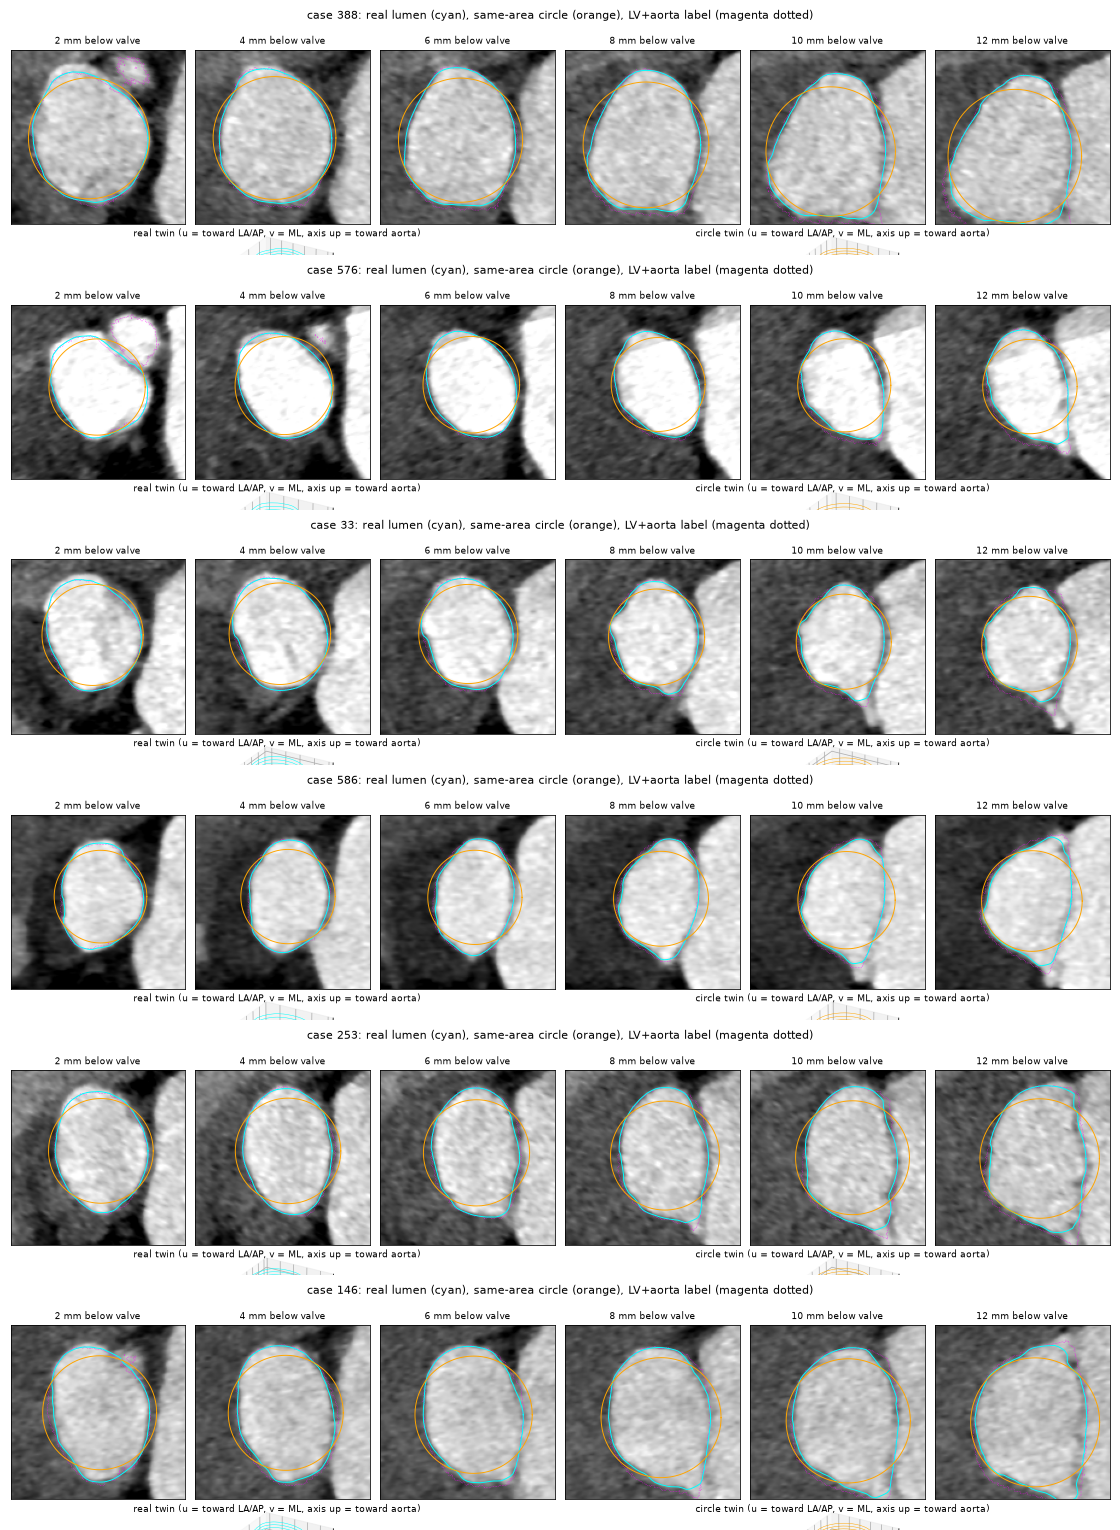 case 388: real lumen (cyan), same-area circle (orange), LV+aorta label (magenta dotted)
2 mm below valve 4 mm below valve 6 mm below valve 8 mm below valve 10 mm below valve 12 mm below valve
real twin (u = toward LA/AP, v = ML, axis up = toward aorta) circle twin (u = toward LA/AP, v = ML, axis up = toward aorta)
case 576: real lumen (cyan), same-area circle (orange), LV+aorta label (magenta dotted)
2 mm below valve 4 mm below valve 6 mm below valve 8 mm below valve 10 mm below valve 12 mm below valve
real twin (u = toward LA/AP, v = ML, axis up = toward aorta) circle twin (u = toward LA/AP, v = ML, axis up = toward aorta)
case 33: real lumen (cyan), same-area circle (orange), LV+aorta label (magenta dotted)
2 mm below valve 4 mm below valve 6 mm below valve 8 mm below valve 10 mm below valve 12 mm below valve
real twin (u = toward LA/AP, v = ML, axis up = toward aorta) circle twin (u = toward LA/AP, v = ML, axis up = toward aorta)
case 586: real lumen (cyan), same-area circle (orange), LV+aorta label (magenta dotted)
2 mm below valve 4 mm below valve 6 mm below valve 8 mm below valve 10 mm below valve 12 mm below valve
real twin (u = toward LA/AP, v = ML, axis up = toward aorta) circle twin (u = toward LA/AP, v = ML, axis up = toward aorta)
case 253: real lumen (cyan), same-area circle (orange), LV+aorta label (magenta dotted)
2 mm below valve 4 mm below valve 6 mm below valve 8 mm below valve 10 mm below valve 12 mm below valve
real twin (u = toward LA/AP, v = ML, axis up = toward aorta) circle twin (u = toward LA/AP, v = ML, axis up = toward aorta)
case 146: real lumen (cyan), same-area circle (orange), LV+aorta label (magenta dotted)
2 mm below valve 4 mm below valve 6 mm below valve 8 mm below valve 10 mm below valve 12 mm below valve
real twin (u = toward LA/AP, v = ML, axis up = toward aorta) circle twin (u = toward LA/AP, v = ML, axis up = toward aorta)